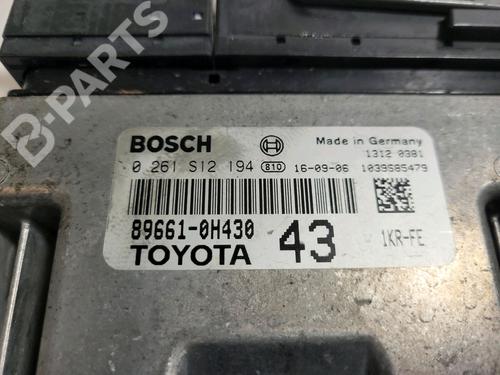 B-PARTS
BOSCH
Made in Germany
1312 0381
0 261 S12 194 810 16-09-06 1039S85479
89661-0H430
43
1KR-FE
TOYOTA